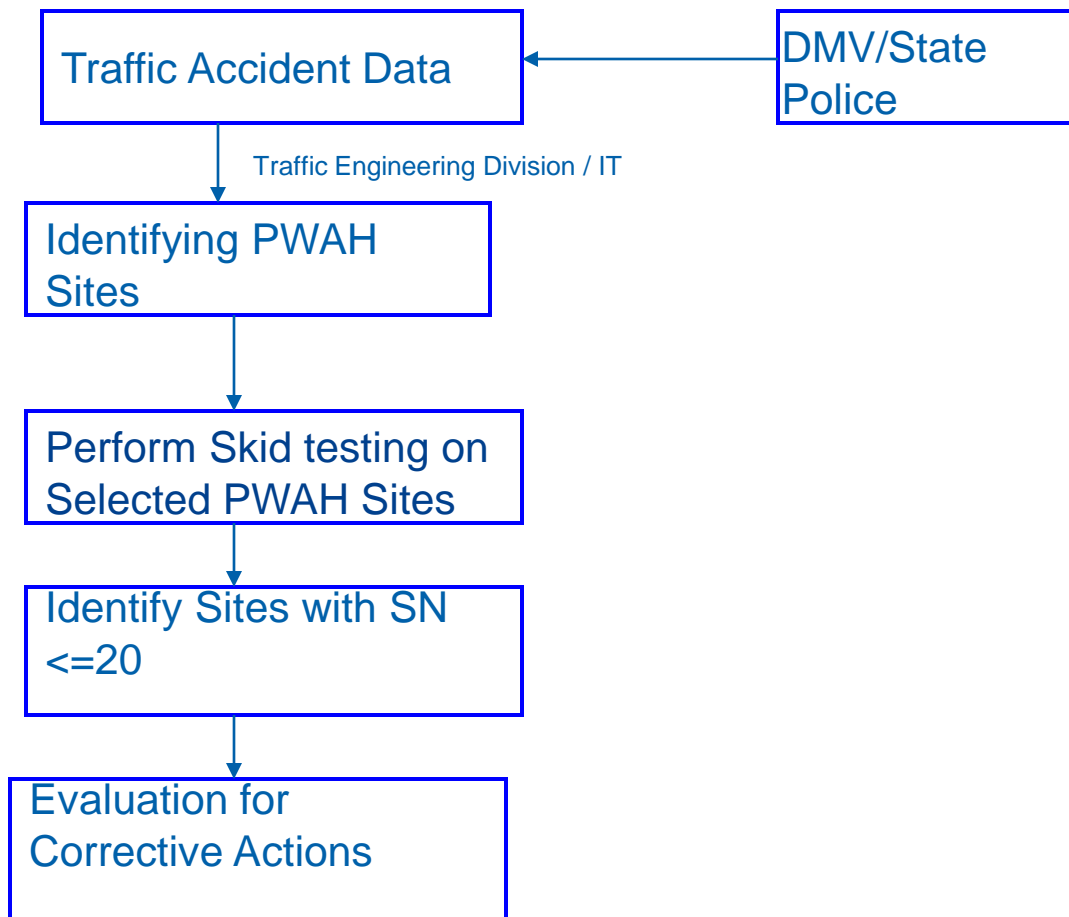 Traffic Accident Data
DMV/State
Police
Traffic Engineering Division / IT
Identifying PWAH
Sites
Perform Skid testing on
Selected PWAH Sites
Identify Sites with SN
<=20
Evaluation for
Corrective Actions